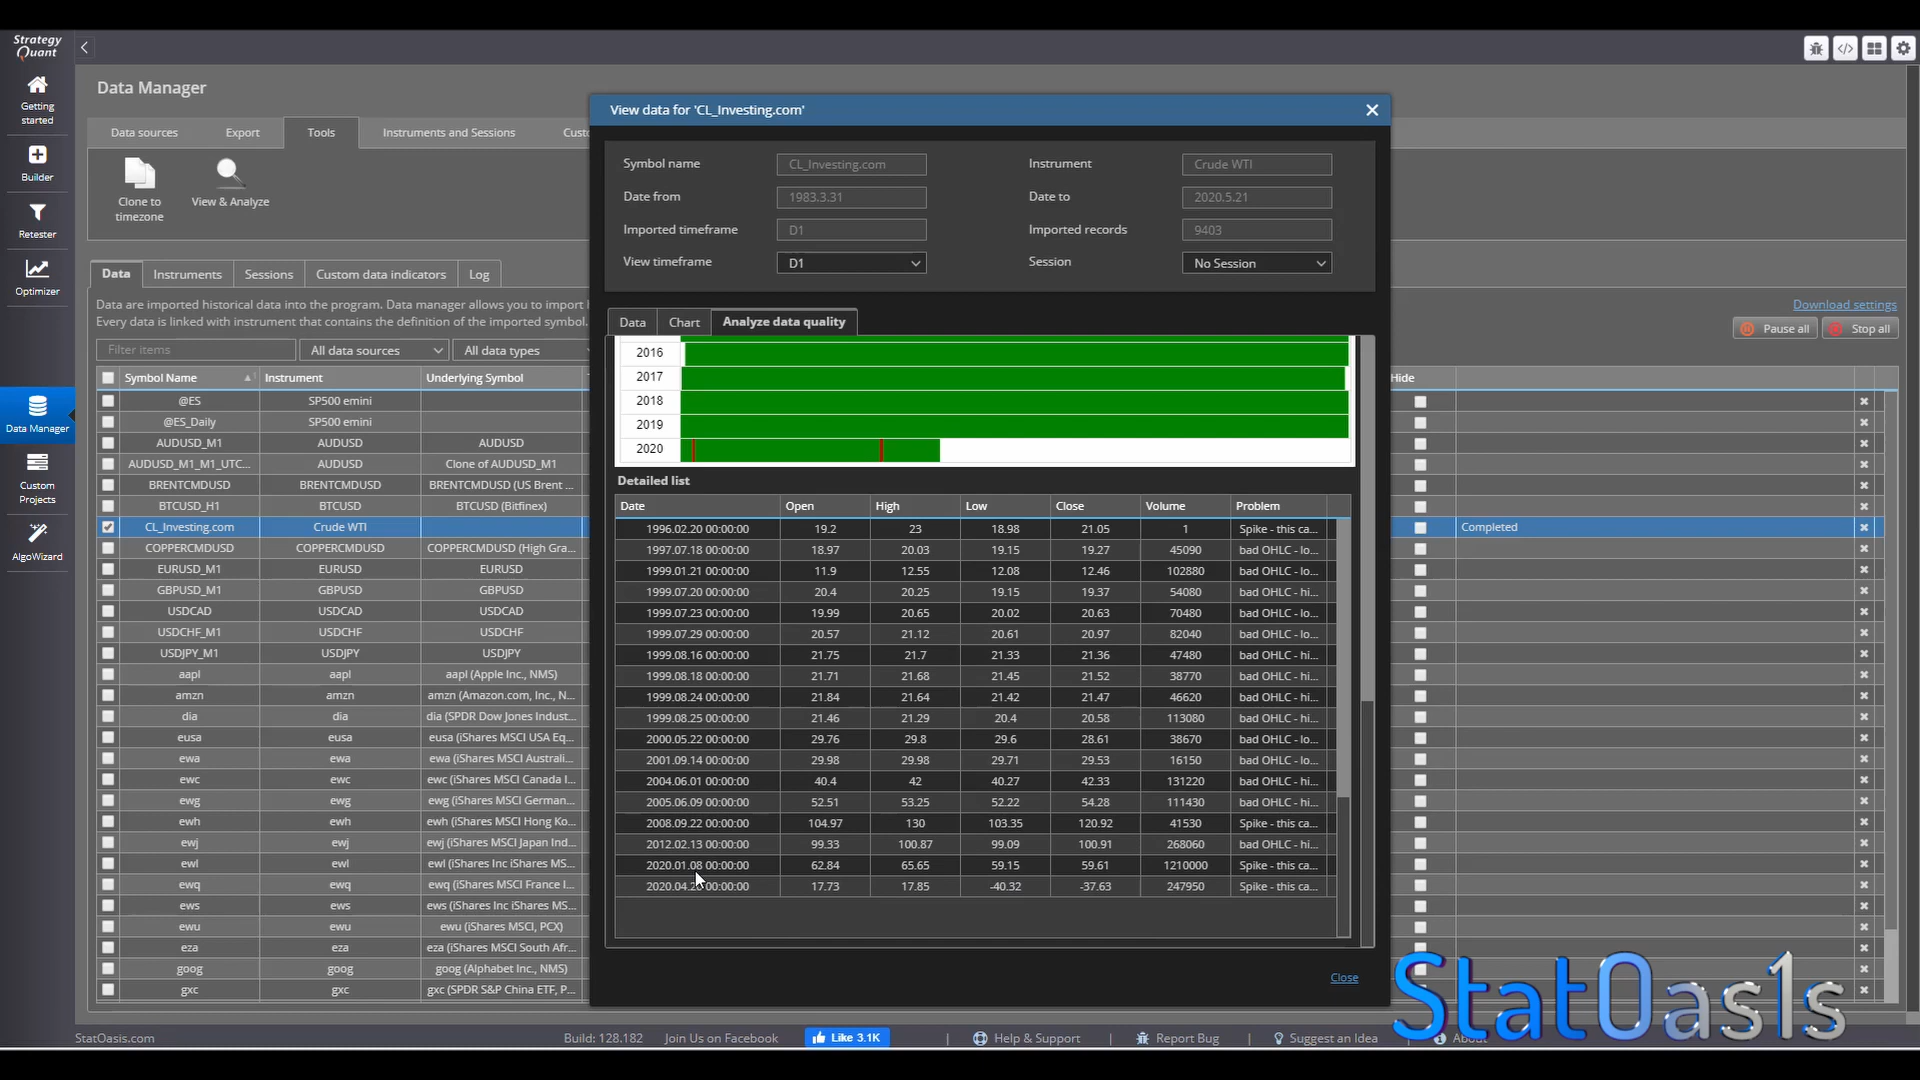 Strategy
Quant
Getting
started
Builder
Retester
Optimizer
Data Manager
Custom
Projects
AlgoWizard
Data Manager
Data sources
Export
Tools
Instruments and Sessions
Clone to
timezone
View & Analyze
Data
Instruments
Sessions
Custom data indicators
Log
Data are imported historical data into the program. Data manager allows you to import
Every data is linked with instrument that contains the definition of the imported symbol.
Download settings
Pause all
Stop all
Filter items
All data sources
All data types
Symbol Name Instrument Underlying Symbol Hide
@ES SP500 emini
@ES_Daily SP500 emini
AUDUSD_M1 AUDUSD AUDUSD
AUDUSD_M1_M1_UTC... AUDUSD Clone of AUDUSD_M1
BRENTCMDUSD BRENTCMDUSD BRENTCMDUSD (US Brent ...
BTCUSD_H1 BTCUSD BTCUSD (Bitfinex)
CL_Investing.com Crude WTI Completed
COPPERCMDUSD COPPERCMDUSD COPPERCMDUSD (High Gra...
EURUSD_M1 EURUSD EURUSD
GBPUSD_M1 GBPUSD GBPUSD
USDCAD USDCAD USDCAD
USDCHF_M1 USDCHF USDCHF
USDJPY_M1 USDJPY USDJPY
aapl aapl aapl (Apple Inc., NMS)
amzn amzn amzn (Amazon.com, Inc., N...
dia dia dia (SPDR Dow Jones Indust...
eusa eusa eusa (iShares MSCI USA Eq...
ewa ewa ewa (iShares MSCI Australi...
ewc ewc ewc (iShares MSCI Canada I...
ewg ewg ewg (iShares MSCI German...
ewh ewh ewh (iShares MSCI Hong Ko...
ewj ewj ewj (iShares MSCI Japan Ind...
ewl ewl ewl (iShares Inc iShares MS...
ewq ewq ewq (iShares MSCI France I...
ews ews ews (iShares Inc iShares MS...
ewu ewu ewu (iShares MSCI, PCX)
eza eza eza (iShares MSCI South Afr...
goog goog goog (Alphabet Inc., NMS)
gxc gxc gxc (SPDR S&P China ETF, P...
View data for 'CL_Investing.com'
Symbol name CL_Investing.com Instrument Crude WTI
Date from 1983.3.31 Date to 2020.5.21
Imported timeframe D1 Imported records 9403
View timeframe D1 Session No Session
Data
Chart
Analyze data quality
2016
2017
2018
2019
2020
Detailed list
Date Open High Low Close Volume Problem
1996.02.20 00:00:00 19.2 23 18.98 21.05 1 Spike - this ca...
1997.07.18 00:00:00 18.97 20.03 19.15 19.27 45090 bad OHLC - lo...
1999.01.21 00:00:00 11.9 12.55 12.08 12.46 102880 bad OHLC - lo...
1999.07.20 00:00:00 20.4 20.25 19.15 19.37 54080 bad OHLC - hi...
1999.07.23 00:00:00 19.99 20.65 20.02 20.63 70480 bad OHLC - lo...
1999.07.29 00:00:00 20.57 21.12 20.61 20.97 82040 bad OHLC - lo...
1999.08.16 00:00:00 21.75 21.7 21.33 21.36 47480 bad OHLC - hi...
1999.08.18 00:00:00 21.71 21.68 21.45 21.52 38770 bad OHLC - hi...
1999.08.24 00:00:00 21.84 21.64 21.42 21.47 46620 bad OHLC - hi...
1999.08.25 00:00:00 21.46 21.29 20.4 20.58 113080 bad OHLC - hi...
2000.05.22 00:00:00 29.76 29.8 29.6 28.61 38670 bad OHLC - lo...
2001.09.14 00:00:00 29.98 29.98 29.71 29.53 16150 bad OHLC - lo...
2004.06.01 00:00:00 40.4 42 40.27 42.33 131220 bad OHLC - hi...
2005.06.09 00:00:00 52.51 53.25 52.22 54.28 111430 bad OHLC - hi...
2008.09.22 00:00:00 104.97 130 103.35 120.92 41530 Spike - this ca...
2012.02.13 00:00:00 99.33 100.87 99.09 100.91 268060 bad OHLC - hi...
2020.01.08 00:00:00 62.84 65.65 59.15 59.61 1210000 Spike - this ca...
00:00:00 17.73 17.85 -40.32 -37.63 247950 Spike - this ca...
Close
StatOas1s
StatOasis.com
Build: 128.182
Join Us on Facebook
Like 3.1K
Help & Support
Report Bug
Suggest an Idea